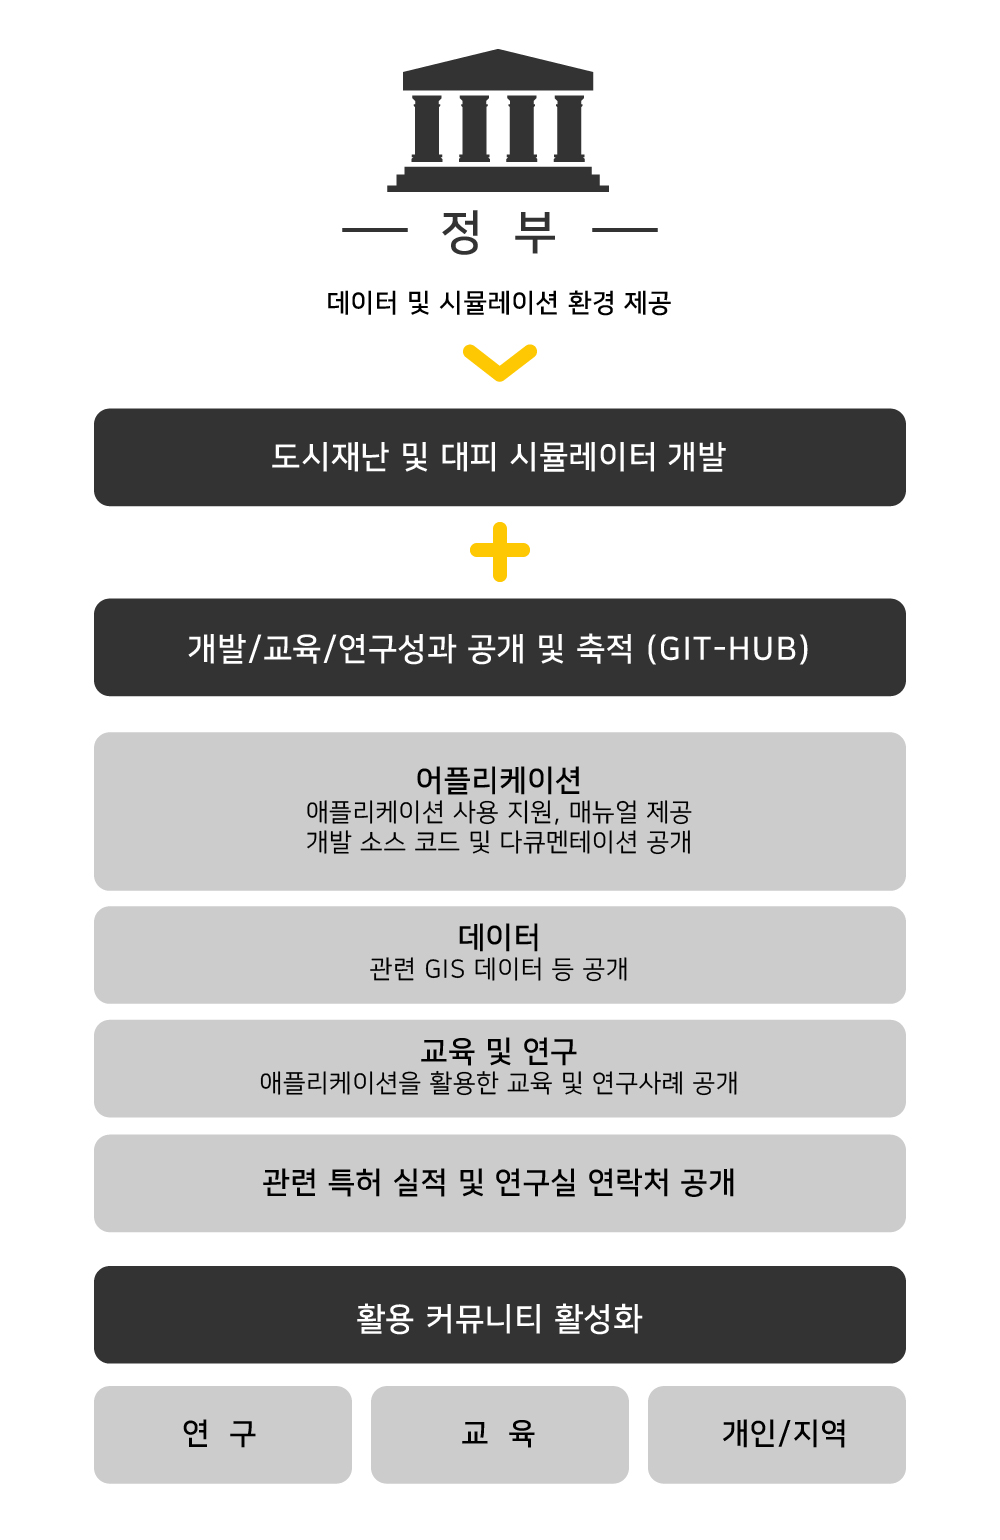 정 부
데이터 및 시뮬레이션 환경 제공
도시재난 및 대피 시뮬레이터 개발
개발/교육/연구성과 공개 및 축적 (GIT-HUB)
어플리케이션
애플리케이션 사용 지원, 매뉴얼 제공
개발 소스 코드 및 다큐멘테이션 공개
데이터
관련 GIS 데이터 등 공개
교육 및 연구
애플리케이션을 활용한 교육 및 연구사례 공개
관련 특허 실적 및 연구실 연락처 공개
활용 커뮤니티 활성화
연 구
교 육
개인/지역